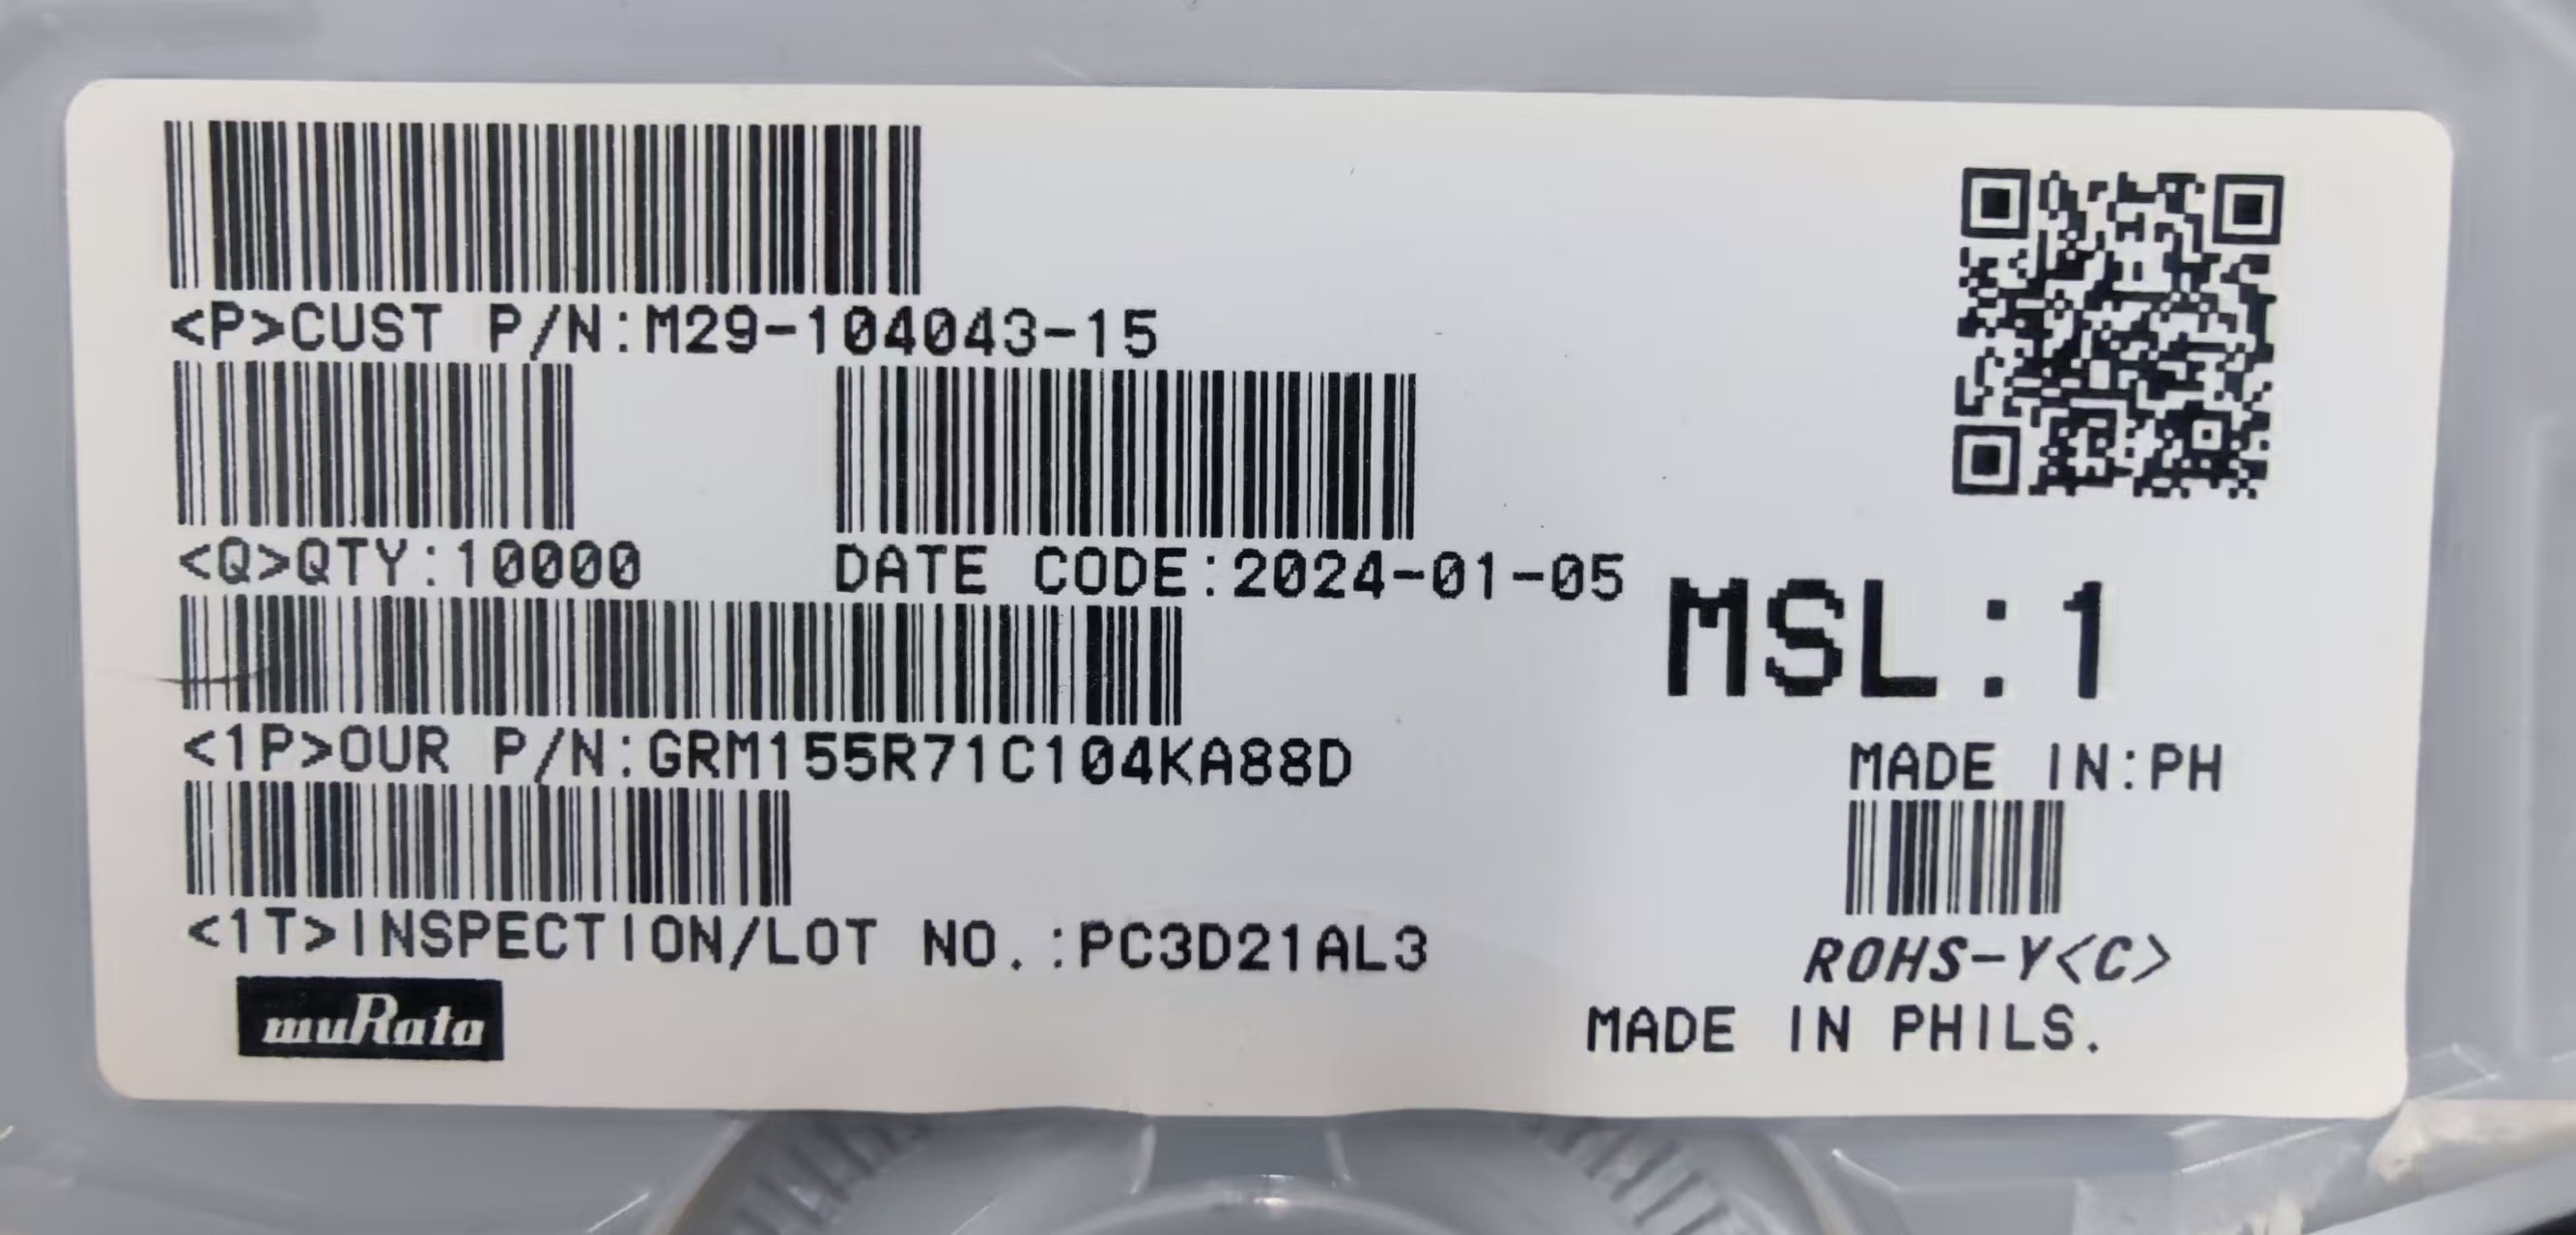 <P>CUST P/N:M29-104043-15
<Q>QTY:10000
DATE CODE:2024-01-05
MSL:1
<1P>OUR P/N:GRM155R71C104KA88D
MADE IN:PH
<1T>INSPECTION/LOT NO.:PC3D21AL3
ROHS-Y<C>
muRata
MADE IN PHILS.